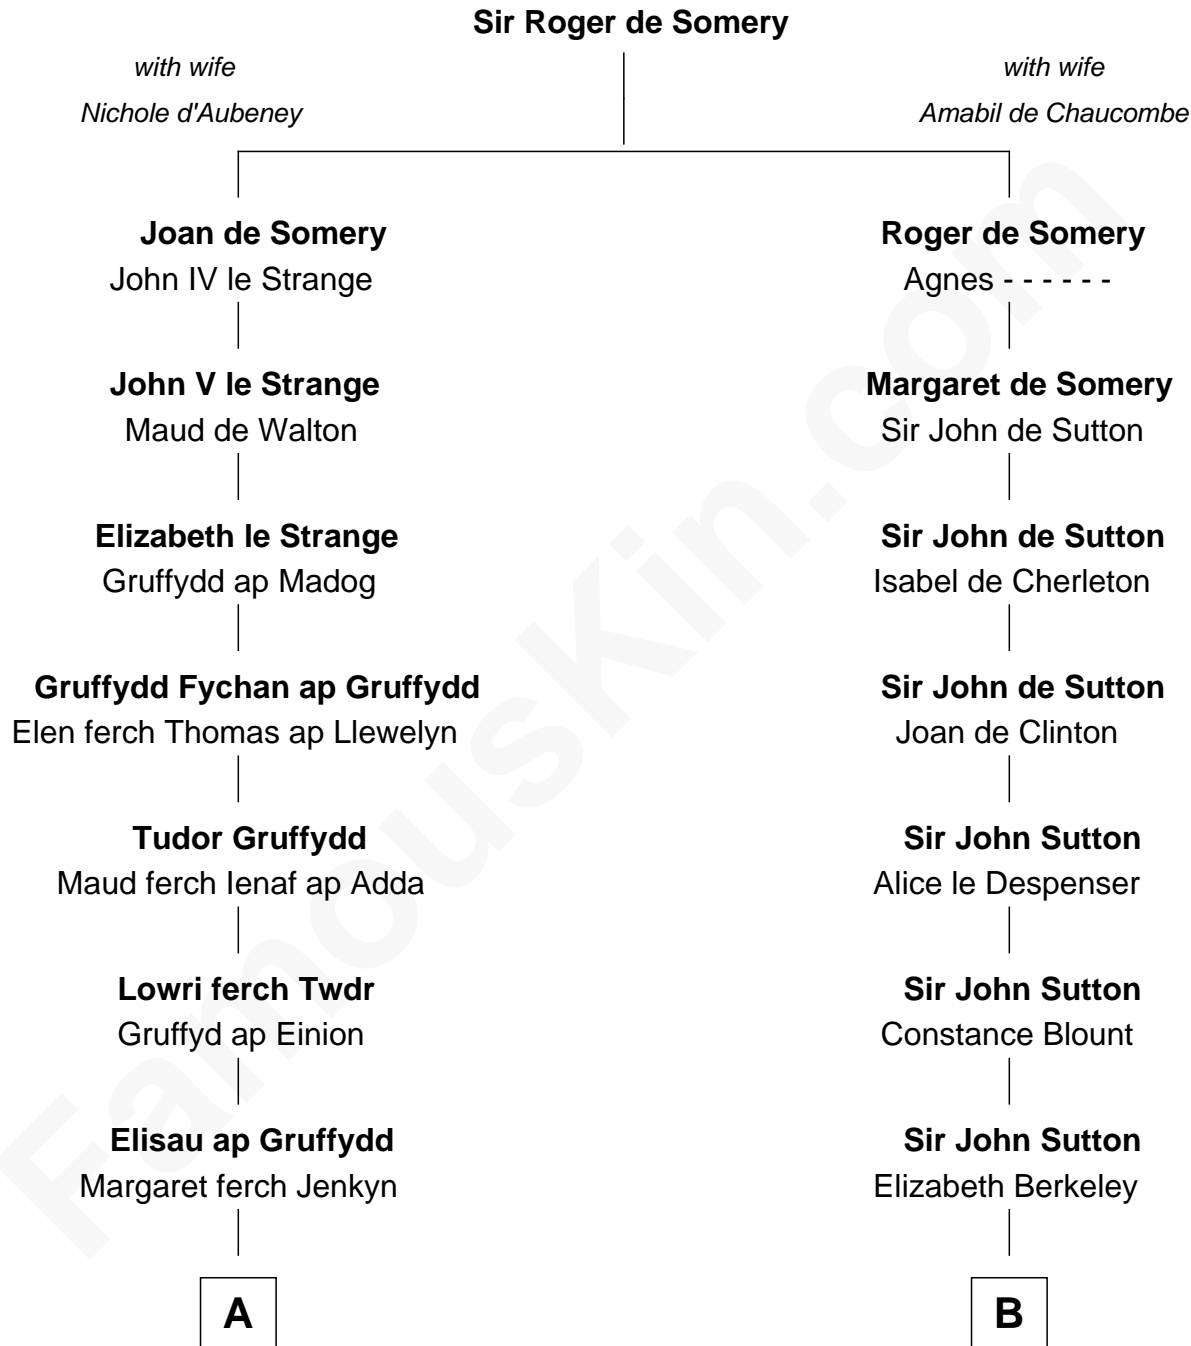 Sir Roger de Somery
with wife
Nichole d'Aubeney
with wife
Amabil de Chaucombe
Joan de Somery
John IV le Strange
Roger de Somery
Agnes - - - - - -
John V le Strange
Maud de Walton
Margaret de Somery
Sir John de Sutton
Elizabeth le Strange
Gruffydd ap Madog
Sir John de Sutton
Isabel de Cherleton
Gruffydd Fychan ap Gruffydd
Elen ferch Thomas ap Llewelyn
Sir John de Sutton
Joan de Clinton
Tudor Gruffydd
Maud ferch Ienaf ap Adda
Sir John Sutton
Alice le Despenser
Lowri ferch Twdr
Gruffyd ap Einion
Sir John Sutton
Constance Blount
Elisau ap Gruffydd
Margaret ferch Jenkyn
Sir John Sutton
Elizabeth Berkeley
A
B
FamousKin.com